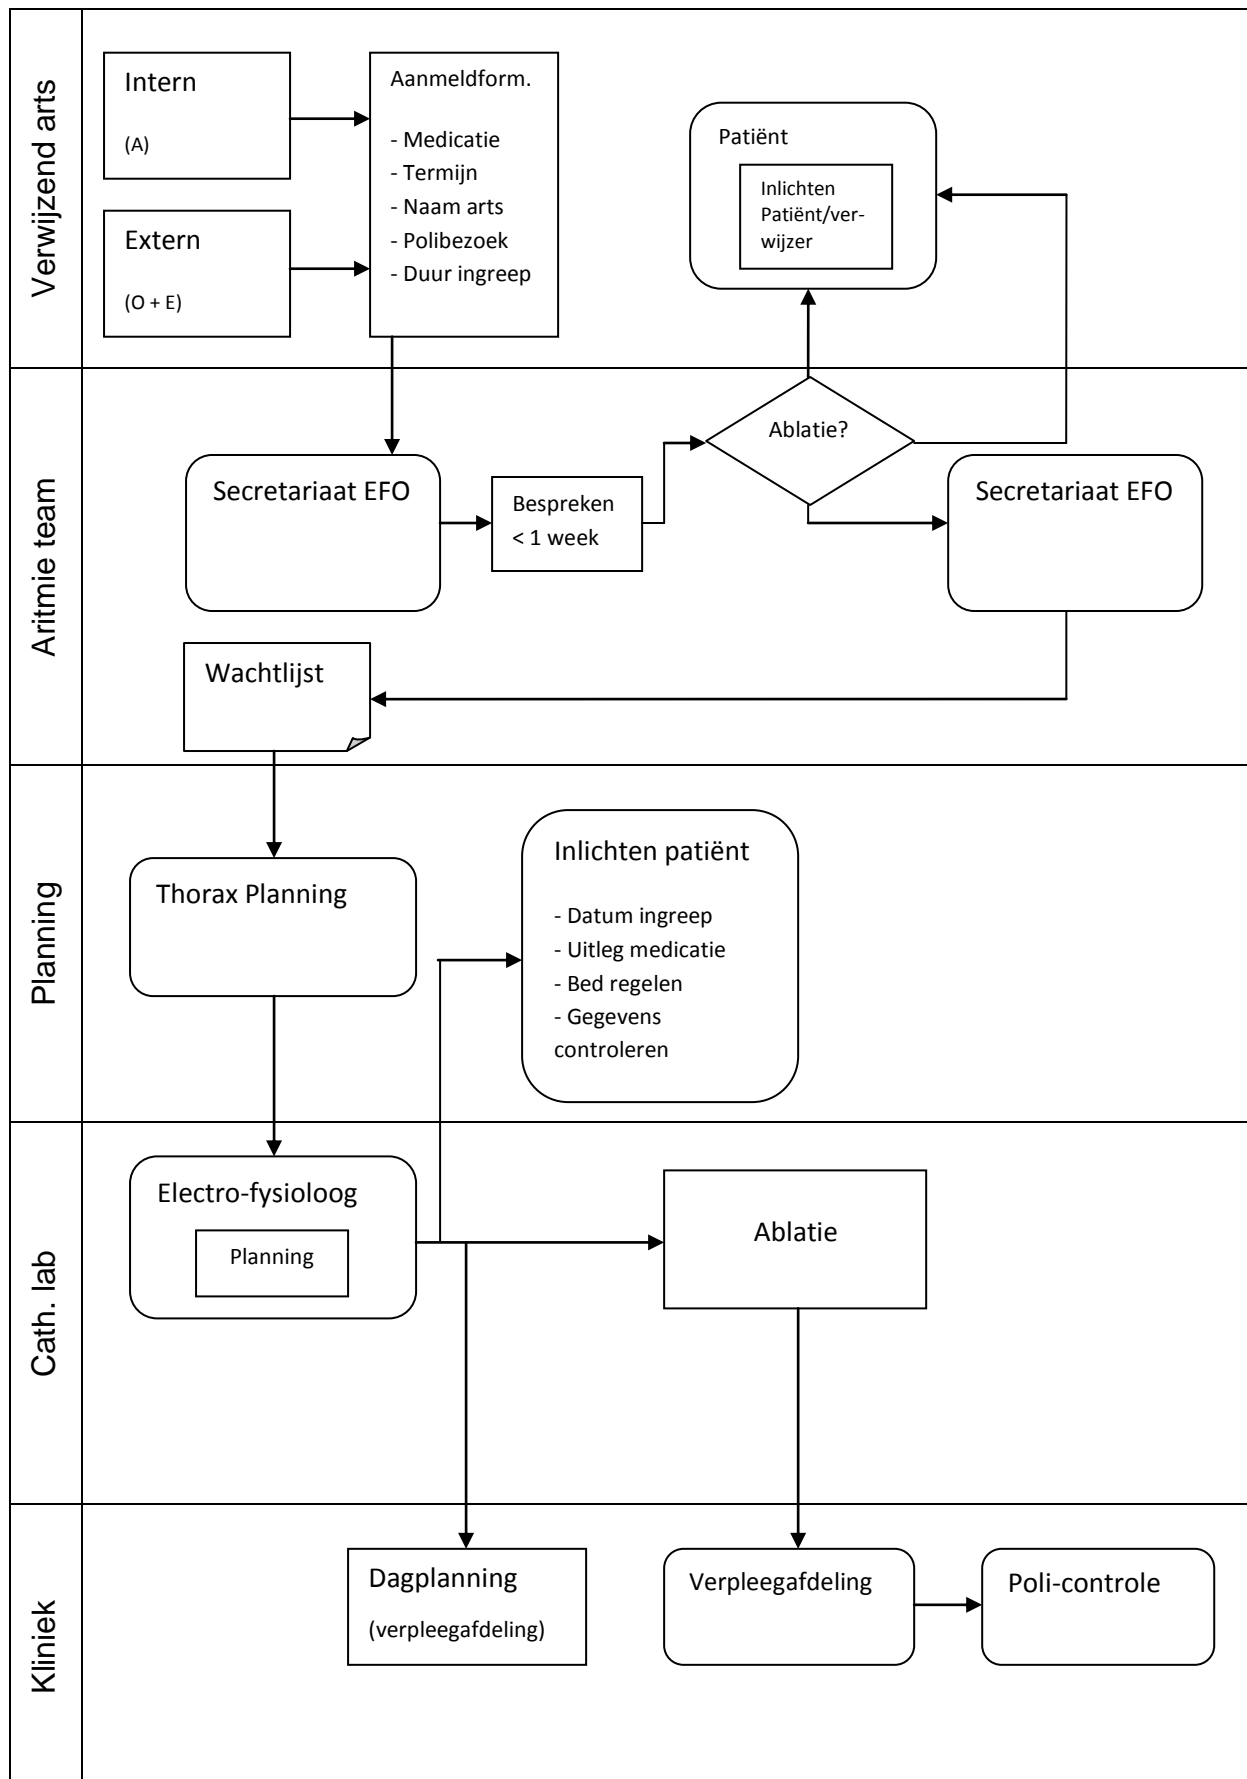 Verwijzend arts
Intern
(A)
Extern
(O + E)
Aanmeldform.
- Medicatie
- Termijn
- Naam arts
- Polibezoek
- Duur ingreep
Patiënt
Inlichten
Patiënt/ver-
wijzer
Aritmie team
Secretariaat EFO
Bespreken
< 1 week
Ablatie?
Secretariaat EFO
Wachtlijst
Planning
Thorax Planning
Inlichten patiënt
- Datum ingreep
- Uitleg medicatie
- Bed regelen
- Gegevens
controleren
Cath. lab
Electro-fysioloog
Planning
Ablatie
Kliniek
Dagplanning
(verpleegafdeling)
Verpleegafdeling
Poli-controle